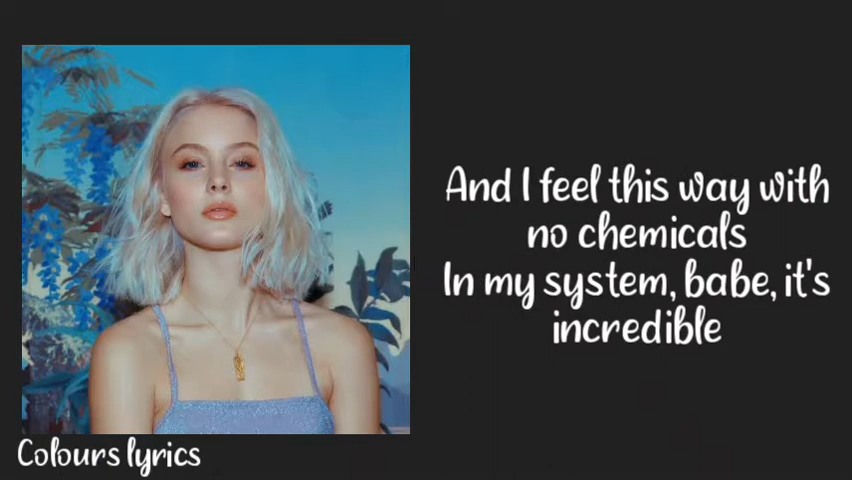 And I feel this way with
no chemicals
In my system, babe, it's
incredible
Colours lyrics